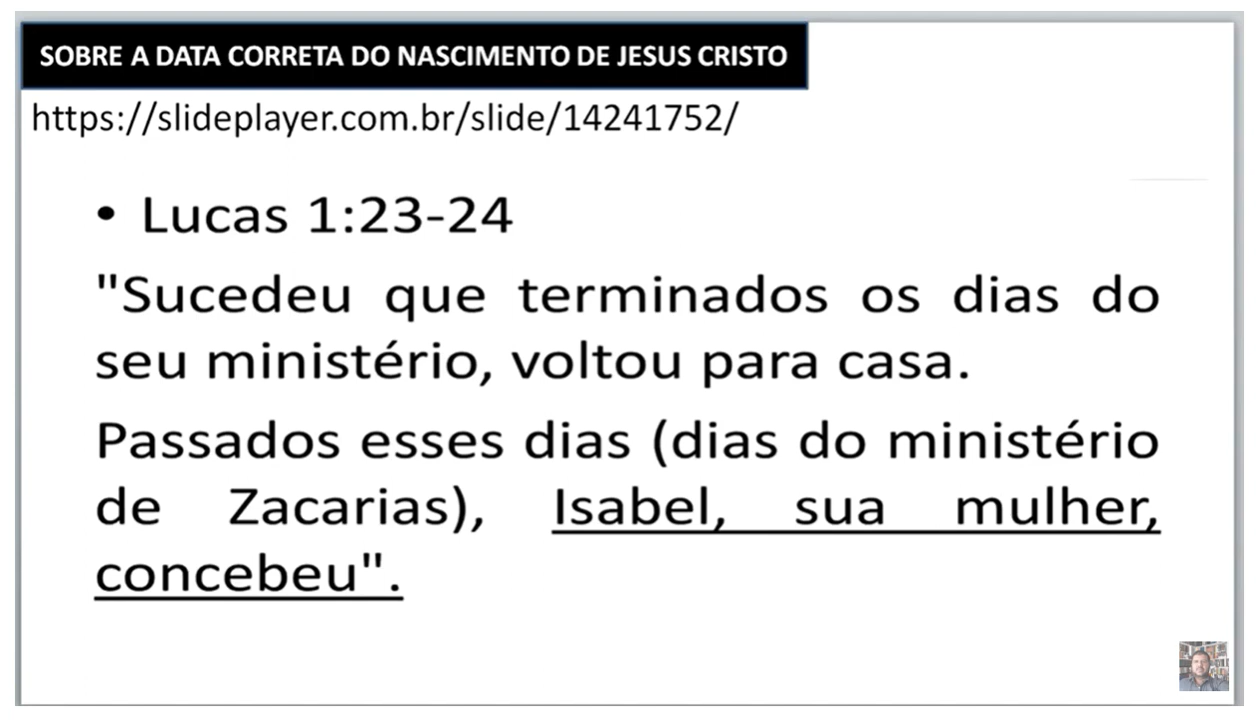 SOBRE A DATA CORRETA DO NASCIMENTO DE JESUS CRISTO
https://slideplayer.com.br/slide/14241752/
• Lucas 1:23-24
"Sucedeu que terminados os dias do
seu ministério, voltou para casa.
Passados esses dias (dias do ministério
de Zacarias), Isabel, sua mulher,
concebeu".